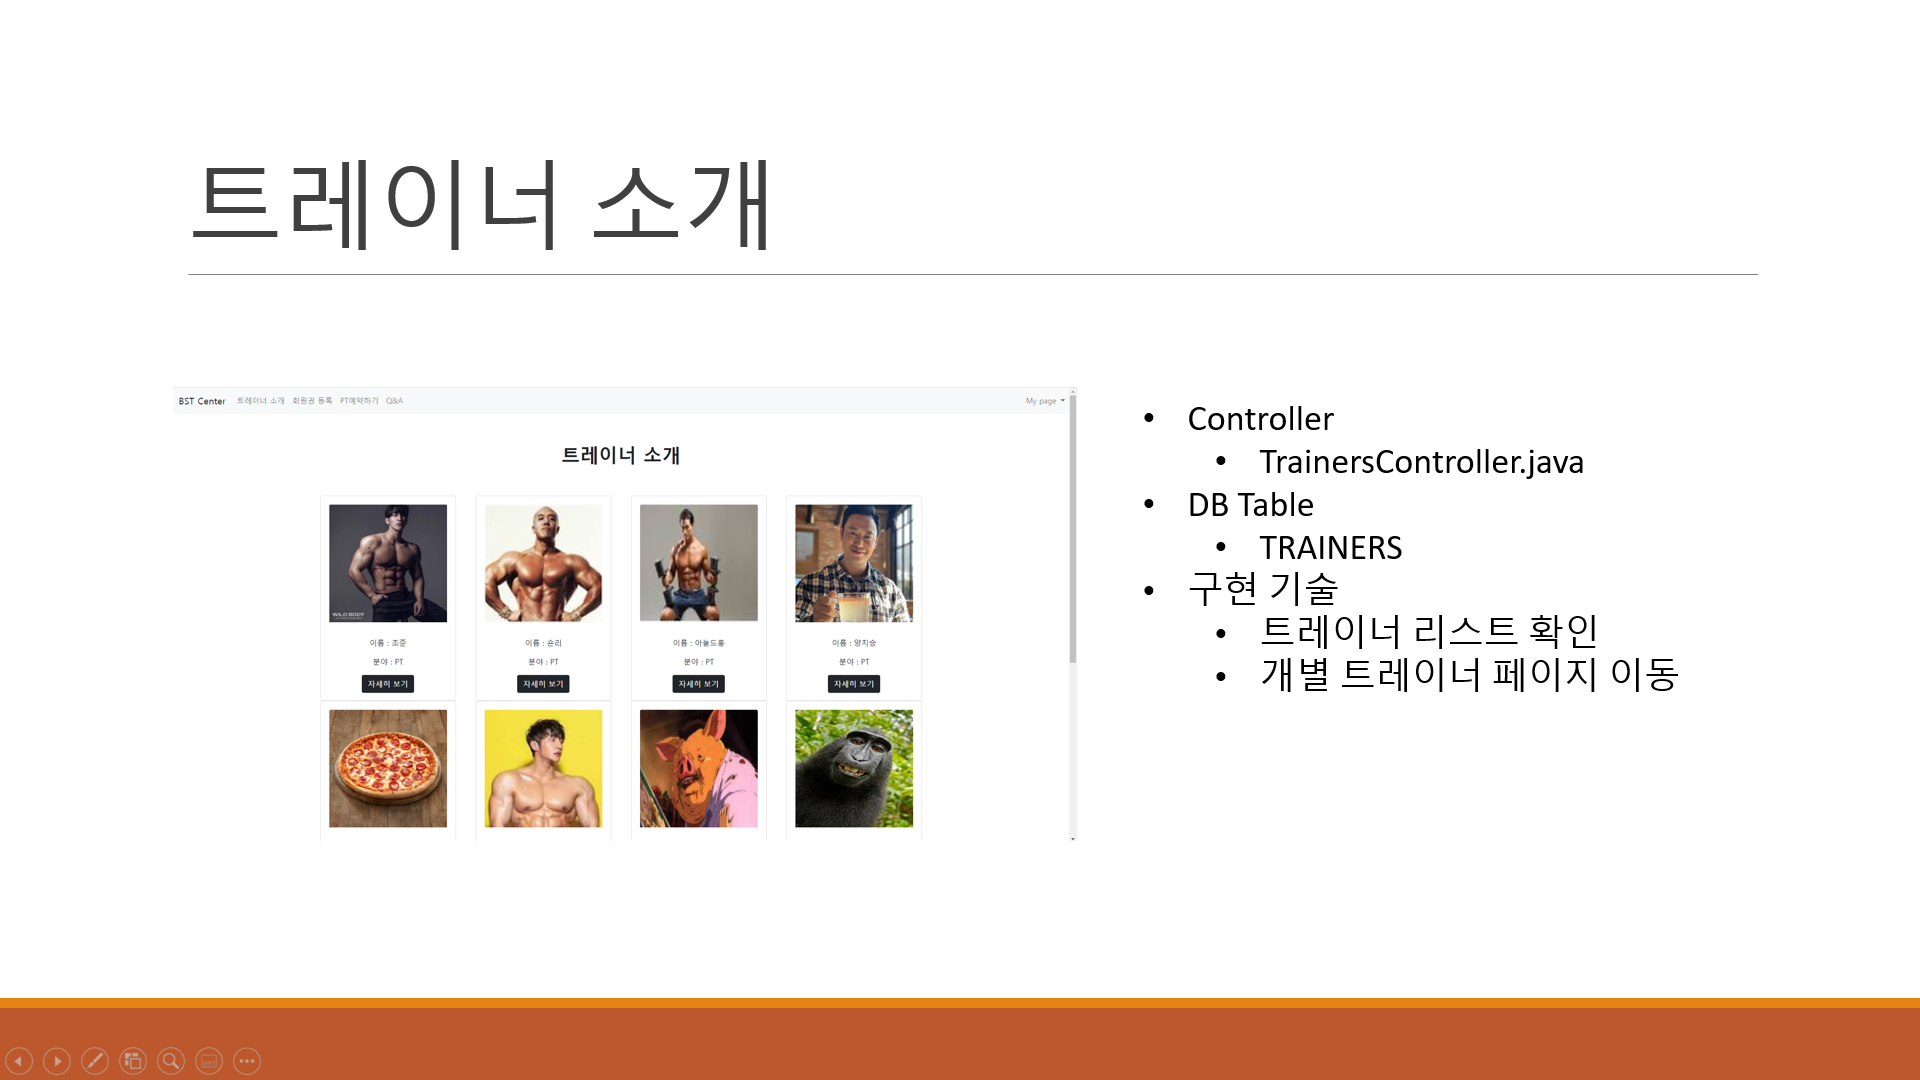 트레이너 소개
BST Center 트레이너 소개 회원권 등록 PT예약하기 Q&A My page
트레이너 소개
WILD BODY
이름 : 조준 이름 : 숀리 이름 : 아놀드홍 이름 : 양치승
분야 : PT 분야 : PT 분야 : PT 분야 : PT
자세히 보기 자세히 보기 자세히 보기 자세히 보기
• Controller
• TrainersController.java
• DB Table
• TRAINERS
• 구현 기술
• 트레이너 리스트 확인
• 개별 트레이너 페이지 이동